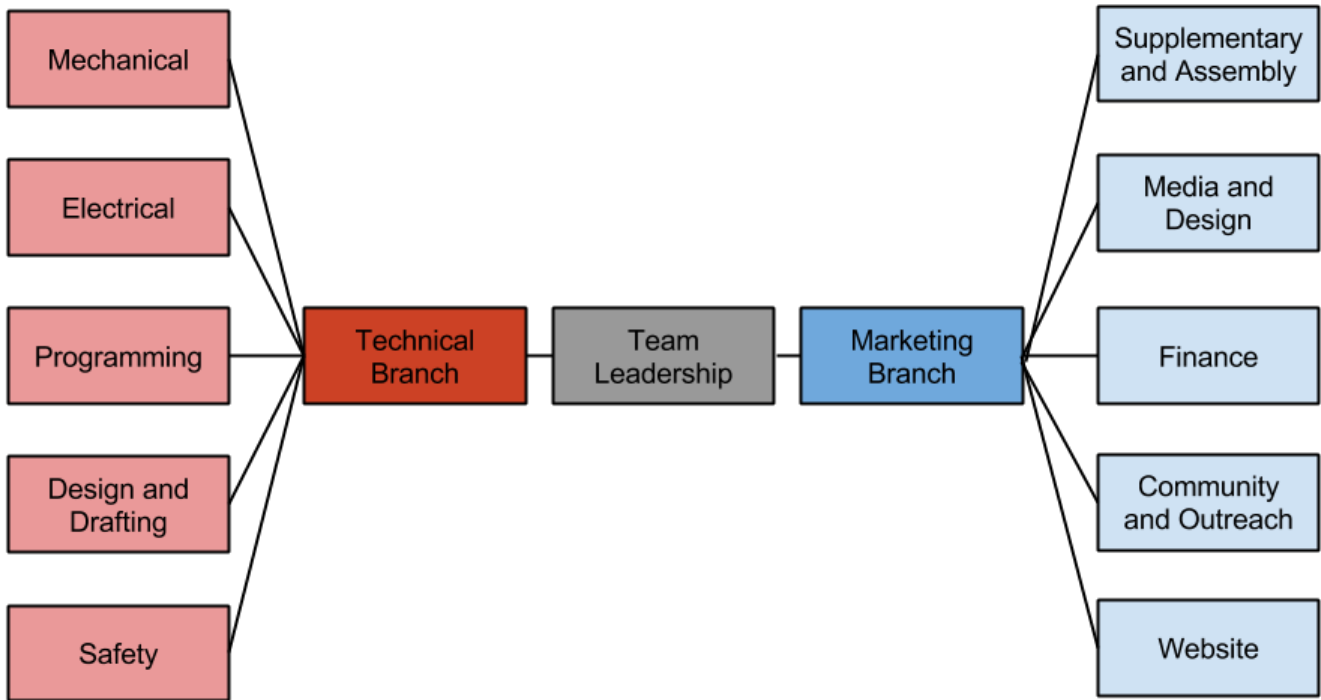 Mechanical
Electrical
Programming
Design and
Drafting
Safety
Technical
Branch
Team
Leadership
Marketing
Branch
Supplementary
and Assembly
Media and
Design
Finance
Community
and Outreach
Website